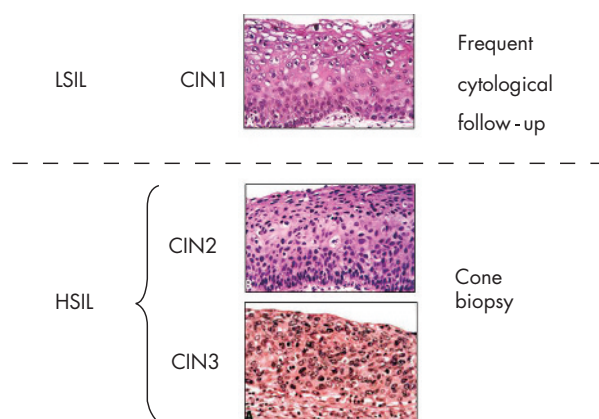 LSIL
CIN1
Frequent
cytological
follow-up
A
HSIL
CIN2
B
CIN3
Cone
biopsy